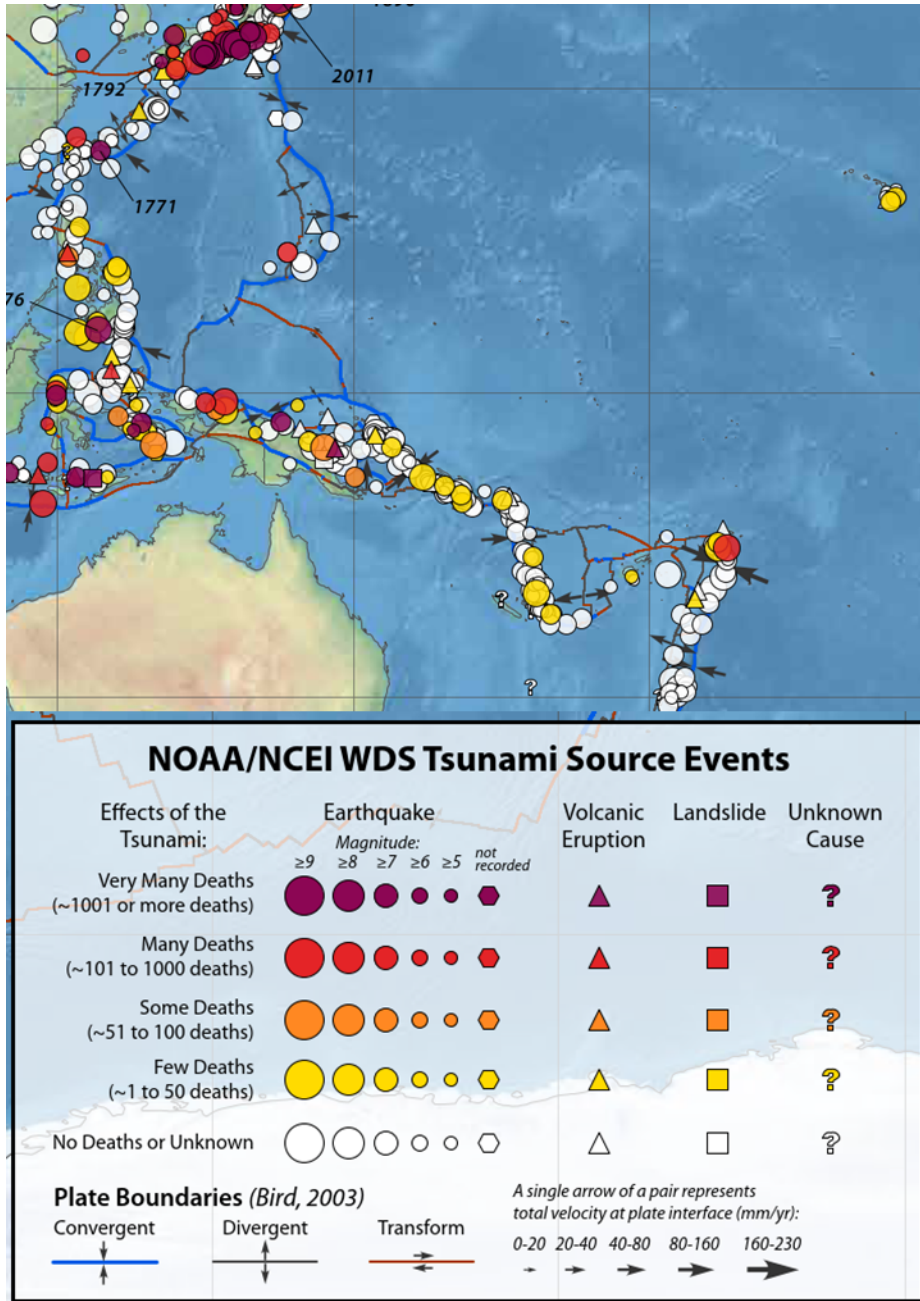 2011
1792
1771
76
?
?
?
NOAA/NCEI WDS Tsunami Source Events
Effects of the
Tsunami:
Earthquake
Volcanic
Eruption
Landslide
Unknown
Cause
Magnitude:
≥9 ≥8 ≥7 ≥6 ≥5 not
recorded
Very Many Deaths
(~1001 or more deaths)
?
Many Deaths
(~101 to 1000 deaths)
?
Some Deaths
(~51 to 100 deaths)
?
Few Deaths
(~1 to 50 deaths)
?
No Deaths or Unknown
?
Plate Boundaries (Bird, 2003)
Convergent
Divergent
Transform
A single arrow of a pair represents
total velocity at plate interface (mm/yr):
0-20 20-40 40-80 80-160 160-230